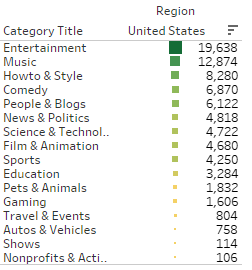 Region
Category Title United States
Entertainment 19,638
Music 12,874
Howto & Style 8,280
Comedy 6,870
People & Blogs 6,122
News & Politics 4,818
Science & Technol.. 4,722
Film & Animation 4,680
Sports 4,250
Education 3,284
Pets & Animals 1,832
Gaming 1,606
Travel & Events 804
Autos & Vehicles 758
Shows 114
Nonprofits & Acti.. 106